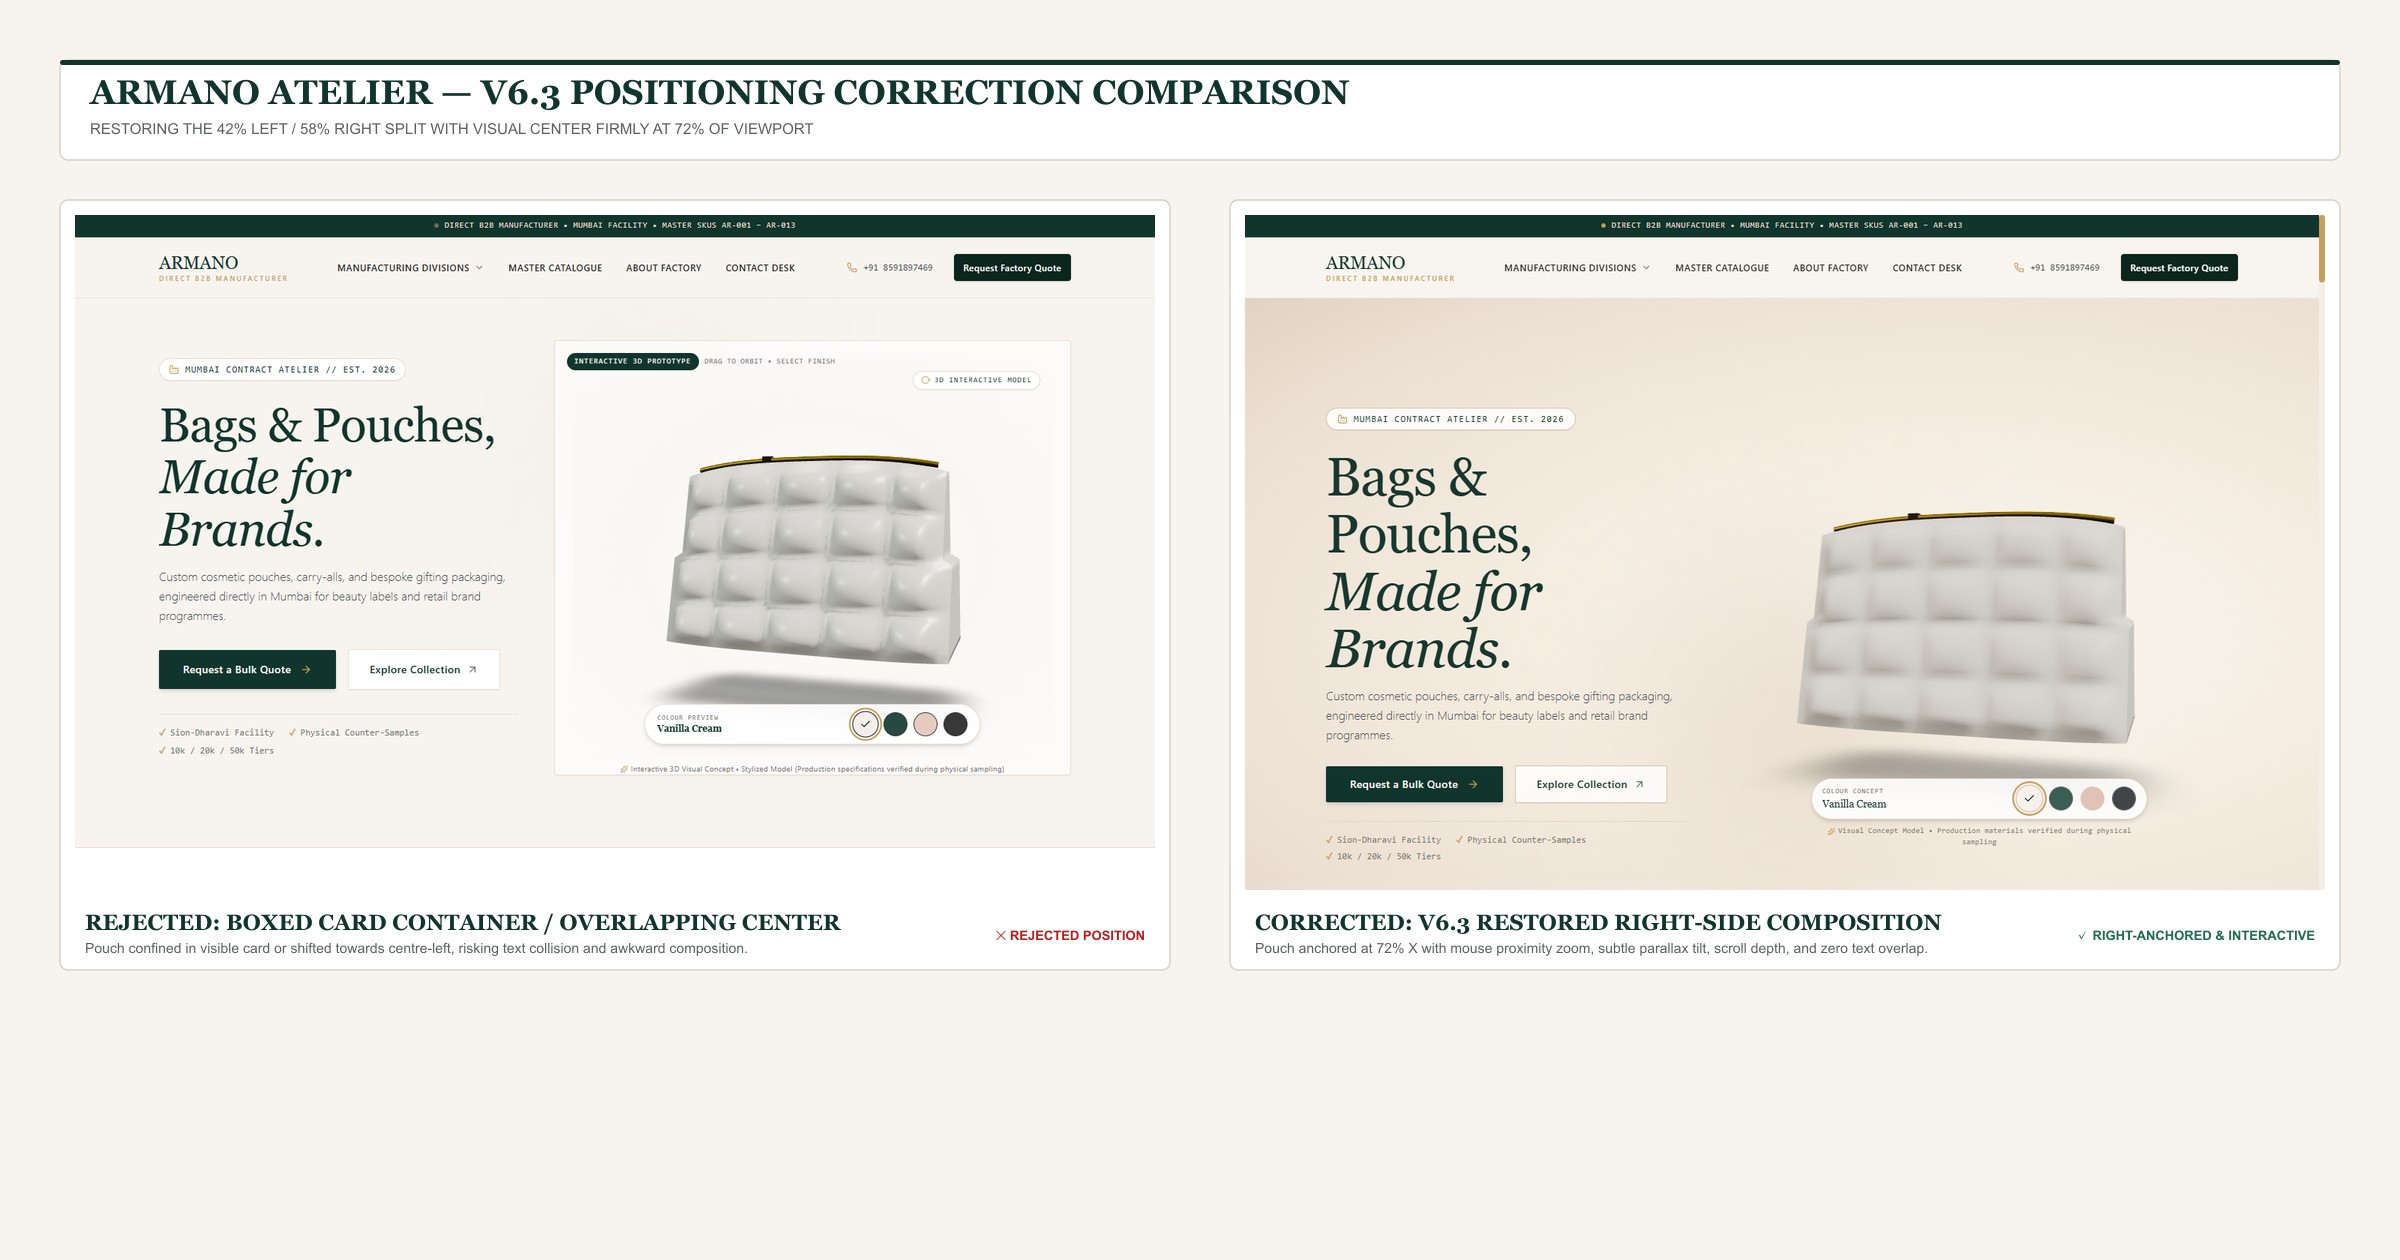 ARMANO ATELIER — V6.3 POSITIONING CORRECTION COMPARISON
RESTORING THE 42% LEFT / 58% RIGHT SPLIT WITH VISUAL CENTER FIRMLY AT 72% OF VIEWPORT
DIRECT B2B MANUFACTURER • MUMBAI FACILITY • MASTER SKUS AR-001 – AR-013
ARMANO
DIRECT B2B MANUFACTURER
MANUFACTURING DIVISIONS
MASTER CATALOGUE
ABOUT FACTORY
CONTACT DESK
+91 8591897469
Request Factory Quote
MUMBAI CONTRACT ATELIER // EST. 2026
Bags & Pouches,
Made for
Brands.
Custom cosmetic pouches, carry-alls, and bespoke gifting packaging,
engineered directly in Mumbai for beauty labels and retail brand
programmes.
Request a Bulk Quote →
Explore Collection ↗
✓ Sion-Dharavi Facility ✓ Physical Counter-Samples
✓ 10k / 20k / 50k Tiers
INTERACTIVE 3D PROTOTYPE DRAG TO ORBIT • SELECT FINISH
3D INTERACTIVE MODEL
COLOUR PREVIEW
Vanilla Cream
Interactive 3D Visual Concept • Stylized Model (Production specifications verified during physical sampling)
REJECTED: BOXED CARD CONTAINER / OVERLAPPING CENTER
Pouch confined in visible card or shifted towards centre-left, risking text collision and awkward composition.
✕ REJECTED POSITION
DIRECT B2B MANUFACTURER • MUMBAI FACILITY • MASTER SKUS AR-001 – AR-013
ARMANO
DIRECT B2B MANUFACTURER
MANUFACTURING DIVISIONS
MASTER CATALOGUE
ABOUT FACTORY
CONTACT DESK
+91 8591897469
Request Factory Quote
MUMBAI CONTRACT ATELIER // EST. 2026
Bags &
Pouches,
Made for
Brands.
Custom cosmetic pouches, carry-alls, and bespoke gifting packaging,
engineered directly in Mumbai for beauty labels and retail brand
programmes.
Request a Bulk Quote →
Explore Collection ↗
✓ Sion-Dharavi Facility ✓ Physical Counter-Samples
✓ 10k / 20k / 50k Tiers
COLOUR CONCEPT
Vanilla Cream
Visual Concept Model • Production materials verified during physical
sampling
CORRECTED: V6.3 RESTORED RIGHT-SIDE COMPOSITION
Pouch anchored at 72% X with mouse proximity zoom, subtle parallax tilt, scroll depth, and zero text overlap.
✓ RIGHT-ANCHORED & INTERACTIVE